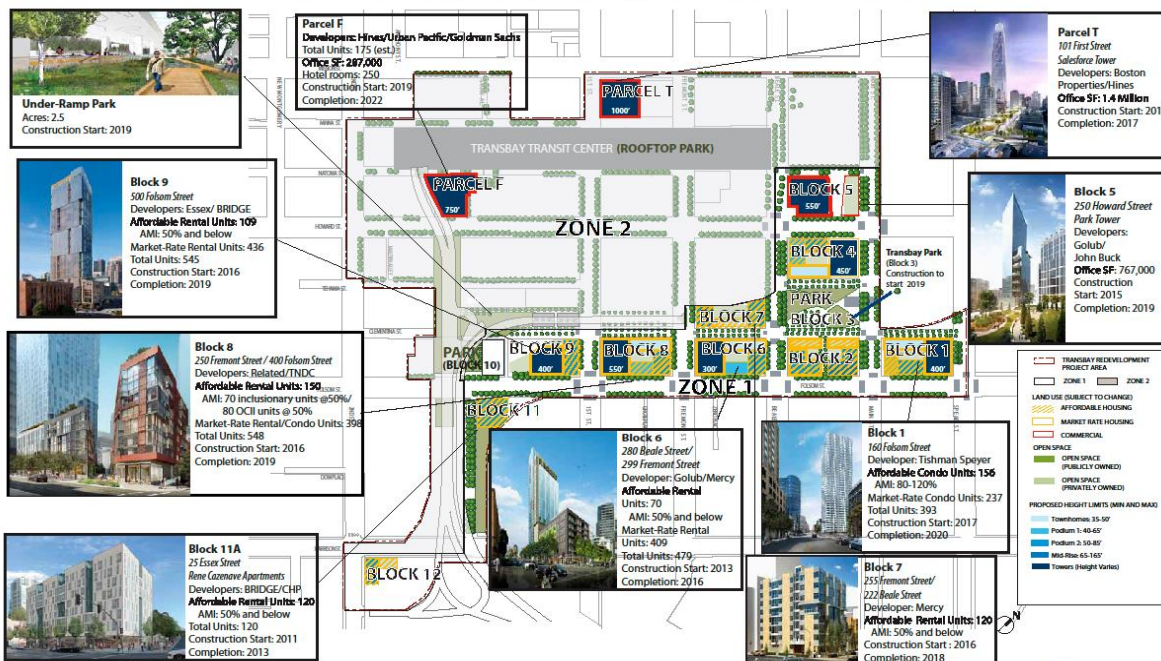 Under-Ramp Park
Acres: 2.5
Construction Start: 2019
Parcel F
Developers: Hines/Urban Pacific/Goldman Sachs
Total Units: 175 (est.)
Office SF: 287,000
Hotel rooms: 250
Construction Start: 2019
Completion: 2022
Parcel T
101 First Street
Salesforce Tower
Developers: Boston
Properties/Hines
Office SF: 1.4 Million
Construction Start: 201
Completion: 2017
Block 9
500 Folsom Street
Developers: Essex/ BRIDGE
Affordable Rental Units: 109
AMI: 50% and below
Market-Rate Rental Units: 436
Total Units: 545
Construction Start: 2016
Completion: 2019
Block 5
250 Howard Street
Park Tower
Developers:
Golub/
John Buck
Office SF: 767,000
Construction
Start: 2015
Completion: 2019
Block 8
250 Fremont Street / 400 Folsom Street
Developers: Related/TNDC
Affordable Rental Units: 150
AMI: 70 inclusionary units @50%/
80 OCII units @ 50%
Market-Rate Rental/Condo Units: 398
Total Units: 548
Construction Start: 2016
Completion: 2019
Block 6
280 Beale Street/
299 Fremont Street
Developer: Golub/Mercy
Affordable Rental
Units: 70
AMI: 50% and below
Market-Rate Rental
Units: 409
Total Units: 479
Construction Start: 2013
Completion: 2016
Block 1
160 Folsom Street
Developer: Tishman Speyer
Affordable Condo Units: 156
AMI: 80-120%
Market-Rate Condo Units: 237
Total Units: 393
Construction Start: 2017
Completion: 2020
Block 11A
25 Essex Street
Rene Cazenave Apartments
Developers: BRIDGE/CHP
Affordable Rental Units: 120
AMI: 50% and below
Total Units: 120
Construction Start: 2011
Completion: 2013
Block 7
255 Fremont Street/
222 Beale Street
Developer: Mercy
Affordable Rental Units: 120
AMI: 50% and below
Construction Start : 2016
Completion: 2018
PARCEL T
1000'
TRANSBAY TRANSIT CENTER (ROOFTOP PARK)
PARCEL F
750'
BLOCK 5
550'
ZONE 2
BLOCK 4
450'
Transbay Park
(Block 3)
Construction to
start 2019
PARK
BLOCK 3
BLOCK 7
PARK
(BLOCK 10)
BLOCK 9
400'
BLOCK 8
550'
BLOCK 6
300'
BLOCK 2
BLOCK 1
400'
ZONE 1
BLOCK 11
BLOCK 12
MINNA ST.
NATOMA ST.
HOWARD ST.
TEHAMA ST.
CLEMENTINA ST.
FOLSOM ST.
1ST ST.
TRANSBAY REDEVELOPMENT
PROJECT AREA
ZONE 1
ZONE 2
LAND USE (SUBJECT TO CHANGE)
AFFORDABLE HOUSING
MARKET RATE HOUSING
COMMERCIAL
OPEN SPACE
OPEN SPACE
(PUBLICLY OWNED)
OPEN SPACE
(PRIVATELY OWNED)
PROPOSED HEIGHT LIMITS (MIN AND MAX)
Townhomes: 35-50'
Podium 1: 40-65'
Podium 2: 50-85'
Mid-Rise: 65-165'
Towers (Height Varies)
N